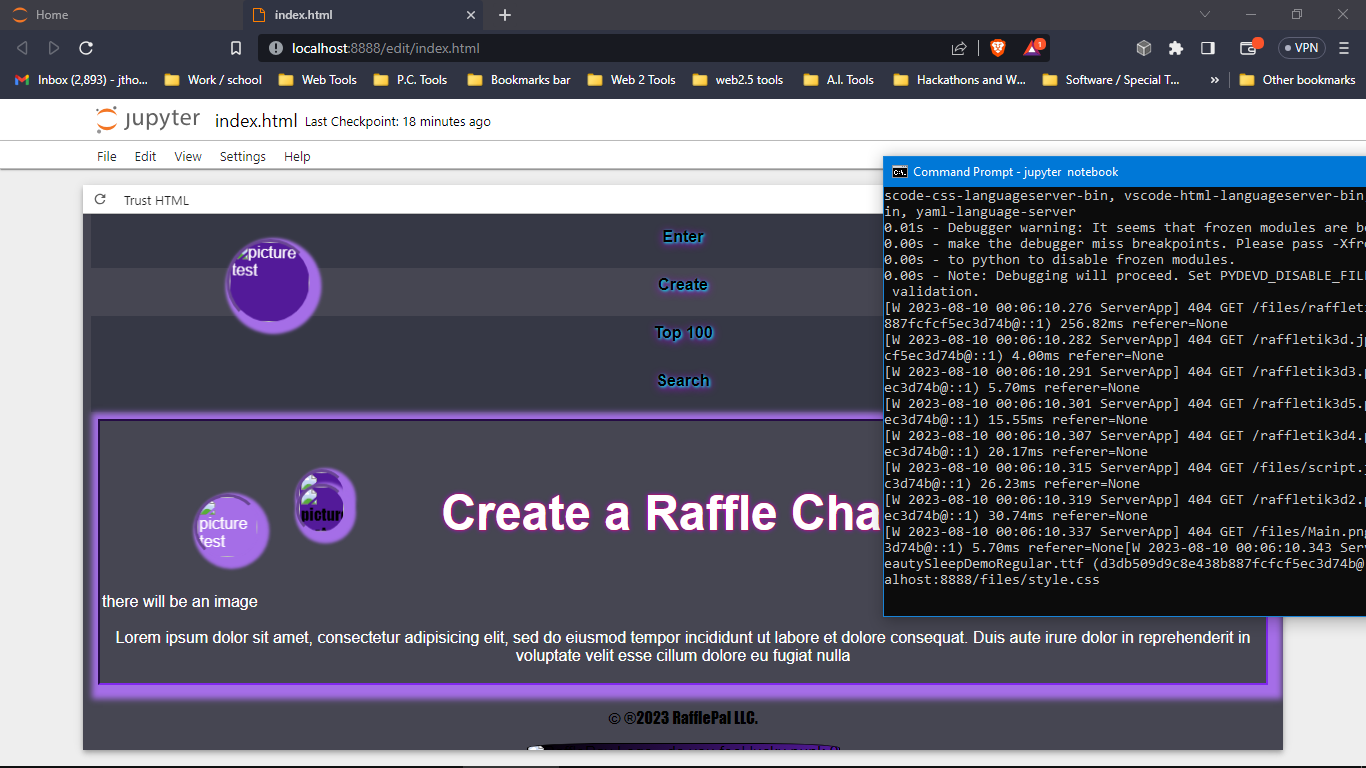 Home
index.html
localhost:8888/edit/index.html
1
VPN
Inbox (2,893) - jtho...
Work / school
Web Tools
P.C. Tools
Bookmarks bar
Web 2 Tools
web2.5 tools
A.I. Tools
Hackathons and W...
Software / Special T...
»
Other bookmarks
jupyter
index.html
Last Checkpoint: 18 minutes ago
File Edit View Settings Help
Trust HTML
picture
test
Enter
Create
Top 100
Search
picture
test
pictur
Create a Raffle Cha
there will be an image
Lorem ipsum dolor sit amet, consectetur adipisicing elit, sed do eiusmod tempor incididunt ut labore et dolore consequat. Duis aute irure dolor in reprehenderit in
voluptate velit esse cillum dolore eu fugiat nulla
© ®2023 RafflePal LLC.
Command Prompt - jupyter notebook
scode-css-languageserver-bin, vscode-html-languageserver-bin
in, yaml-language-server
0.01s - Debugger warning: It seems that frozen modules are be
0.00s - make the debugger miss breakpoints. Please pass -Xfro
0.00s - to python to disable frozen modules.
0.00s - Note: Debugging will proceed. Set PYDEVD_DISABLE_FILE
validation.
[W 2023-08-10 00:06:10.276 ServerApp] 404 GET /files/raffleti
887fcfcf5ec3d74b@::1) 256.82ms referer=None
[W 2023-08-10 00:06:10.282 ServerApp] 404 GET /raffletik3d.jp
cf5ec3d74b@::1) 4.00ms referer=None
[W 2023-08-10 00:06:10.291 ServerApp] 404 GET /raffletik3d3.p
ec3d74b@::1) 5.70ms referer=None
[W 2023-08-10 00:06:10.301 ServerApp] 404 GET /raffletik3d5.p
ec3d74b@::1) 15.55ms referer=None
[W 2023-08-10 00:06:10.307 ServerApp] 404 GET /raffletik3d4.p
ec3d74b@::1) 20.17ms referer=None
[W 2023-08-10 00:06:10.315 ServerApp] 404 GET /files/script.j
c3d74b@::1) 26.23ms referer=None
[W 2023-08-10 00:06:10.319 ServerApp] 404 GET /raffletik3d2.p
ec3d74b@::1) 30.74ms referer=None
[W 2023-08-10 00:06:10.337 ServerApp] 404 GET /files/Main.png
3d74b@::1) 5.70ms referer=None[W 2023-08-10 00:06:10.343 Serv
eautySleepDemoRegular.ttf (d3db509d9c8e438b887fcfcf5ec3d74b@:
alhost:8888/files/style.css